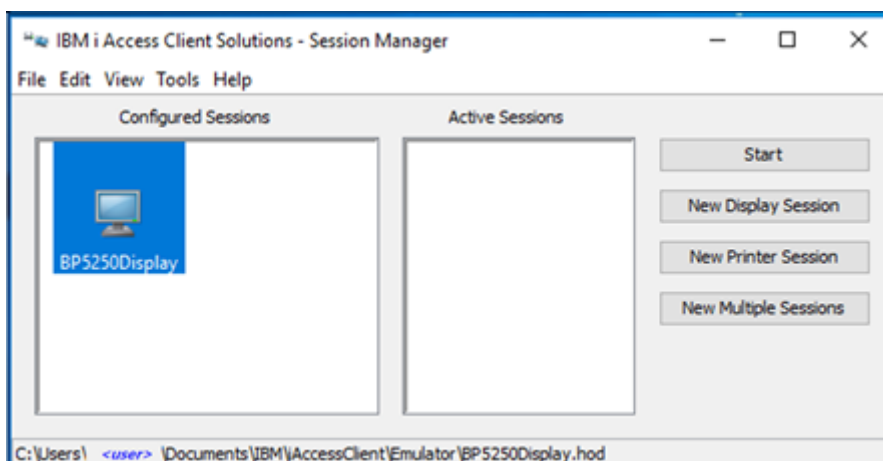 IBM i Access Client Solutions - Session Manager
File Edit View Tools Help
Configured Sessions
Active Sessions
BP5250Display
Start
New Display Session
New Printer Session
New Multiple Sessions
C:\Users\ <user> \Documents\IBM\iAccessClient\Emulator\BP5250Display.hod